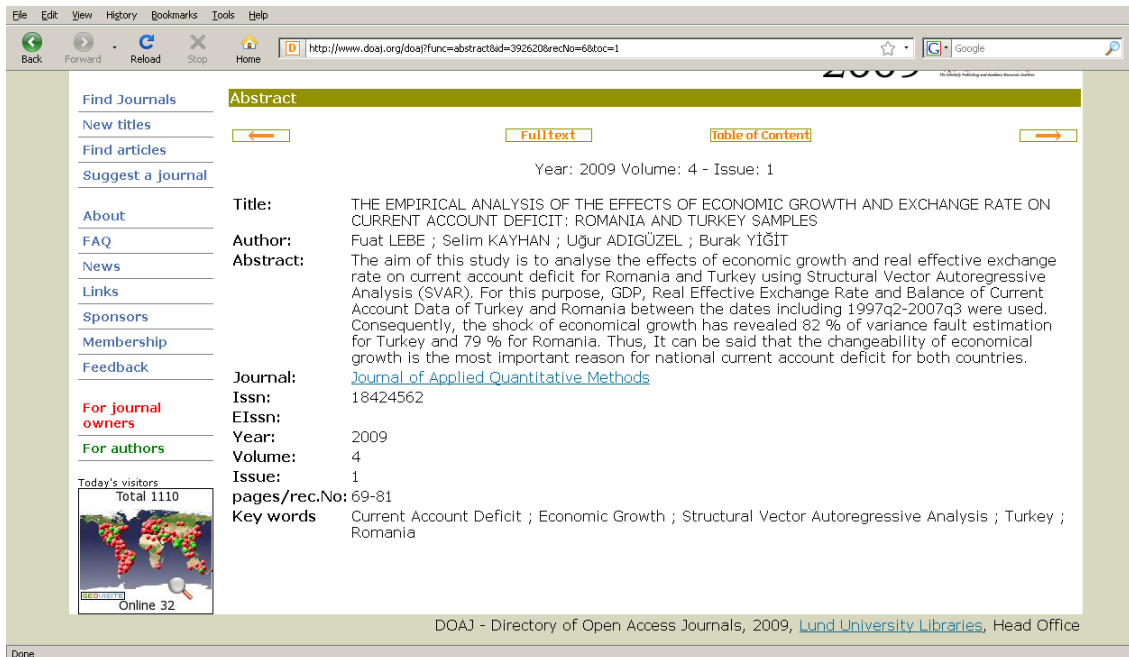 File Edit View History Bookmarks Tools Help
Back Forward Reload Stop Home http://www.doaj.org/doaj?func=abstract&id=392620&recNo=6&toc=1 Google
2009
Find Journals
New titles
Find articles
Suggest a journal
About
FAQ
News
Links
Sponsors
Membership
Feedback
For journal
owners
For authors
Today's visitors
Total 1110
GEOVISITE
Online 32
Abstract
Fulltext Table of Content
Year: 2009 Volume: 4 - Issue: 1
Title: THE EMPIRICAL ANALYSIS OF THE EFFECTS OF ECONOMIC GROWTH AND EXCHANGE RATE ON
CURRENT ACCOUNT DEFICIT: ROMANIA AND TURKEY SAMPLES
Author: Fuat LEBE ; Selim KAYHAN ; Uğur ADIGÜZEL ; Burak YİĞİT
Abstract: The aim of this study is to analyse the effects of economic growth and real effective exchange
rate on current account deficit for Romania and Turkey using Structural Vector Autoregressive
Analysis (SVAR). For this purpose, GDP, Real Effective Exchange Rate and Balance of Current
Account Data of Turkey and Romania between the dates including 1997q2-2007q3 were used.
Consequently, the shock of economical growth has revealed 82 % of variance fault estimation
for Turkey and 79 % for Romania. Thus, It can be said that the changeability of economical
growth is the most important reason for national current account deficit for both countries.
Journal: Journal of Applied Quantitative Methods
Issn: 18424562
EIssn:
Year: 2009
Volume: 4
Issue: 1
pages/rec.No: 69-81
Key words Current Account Deficit ; Economic Growth ; Structural Vector Autoregressive Analysis ; Turkey ;
Romania
DOAJ - Directory of Open Access Journals, 2009, Lund University Libraries, Head Office
Done